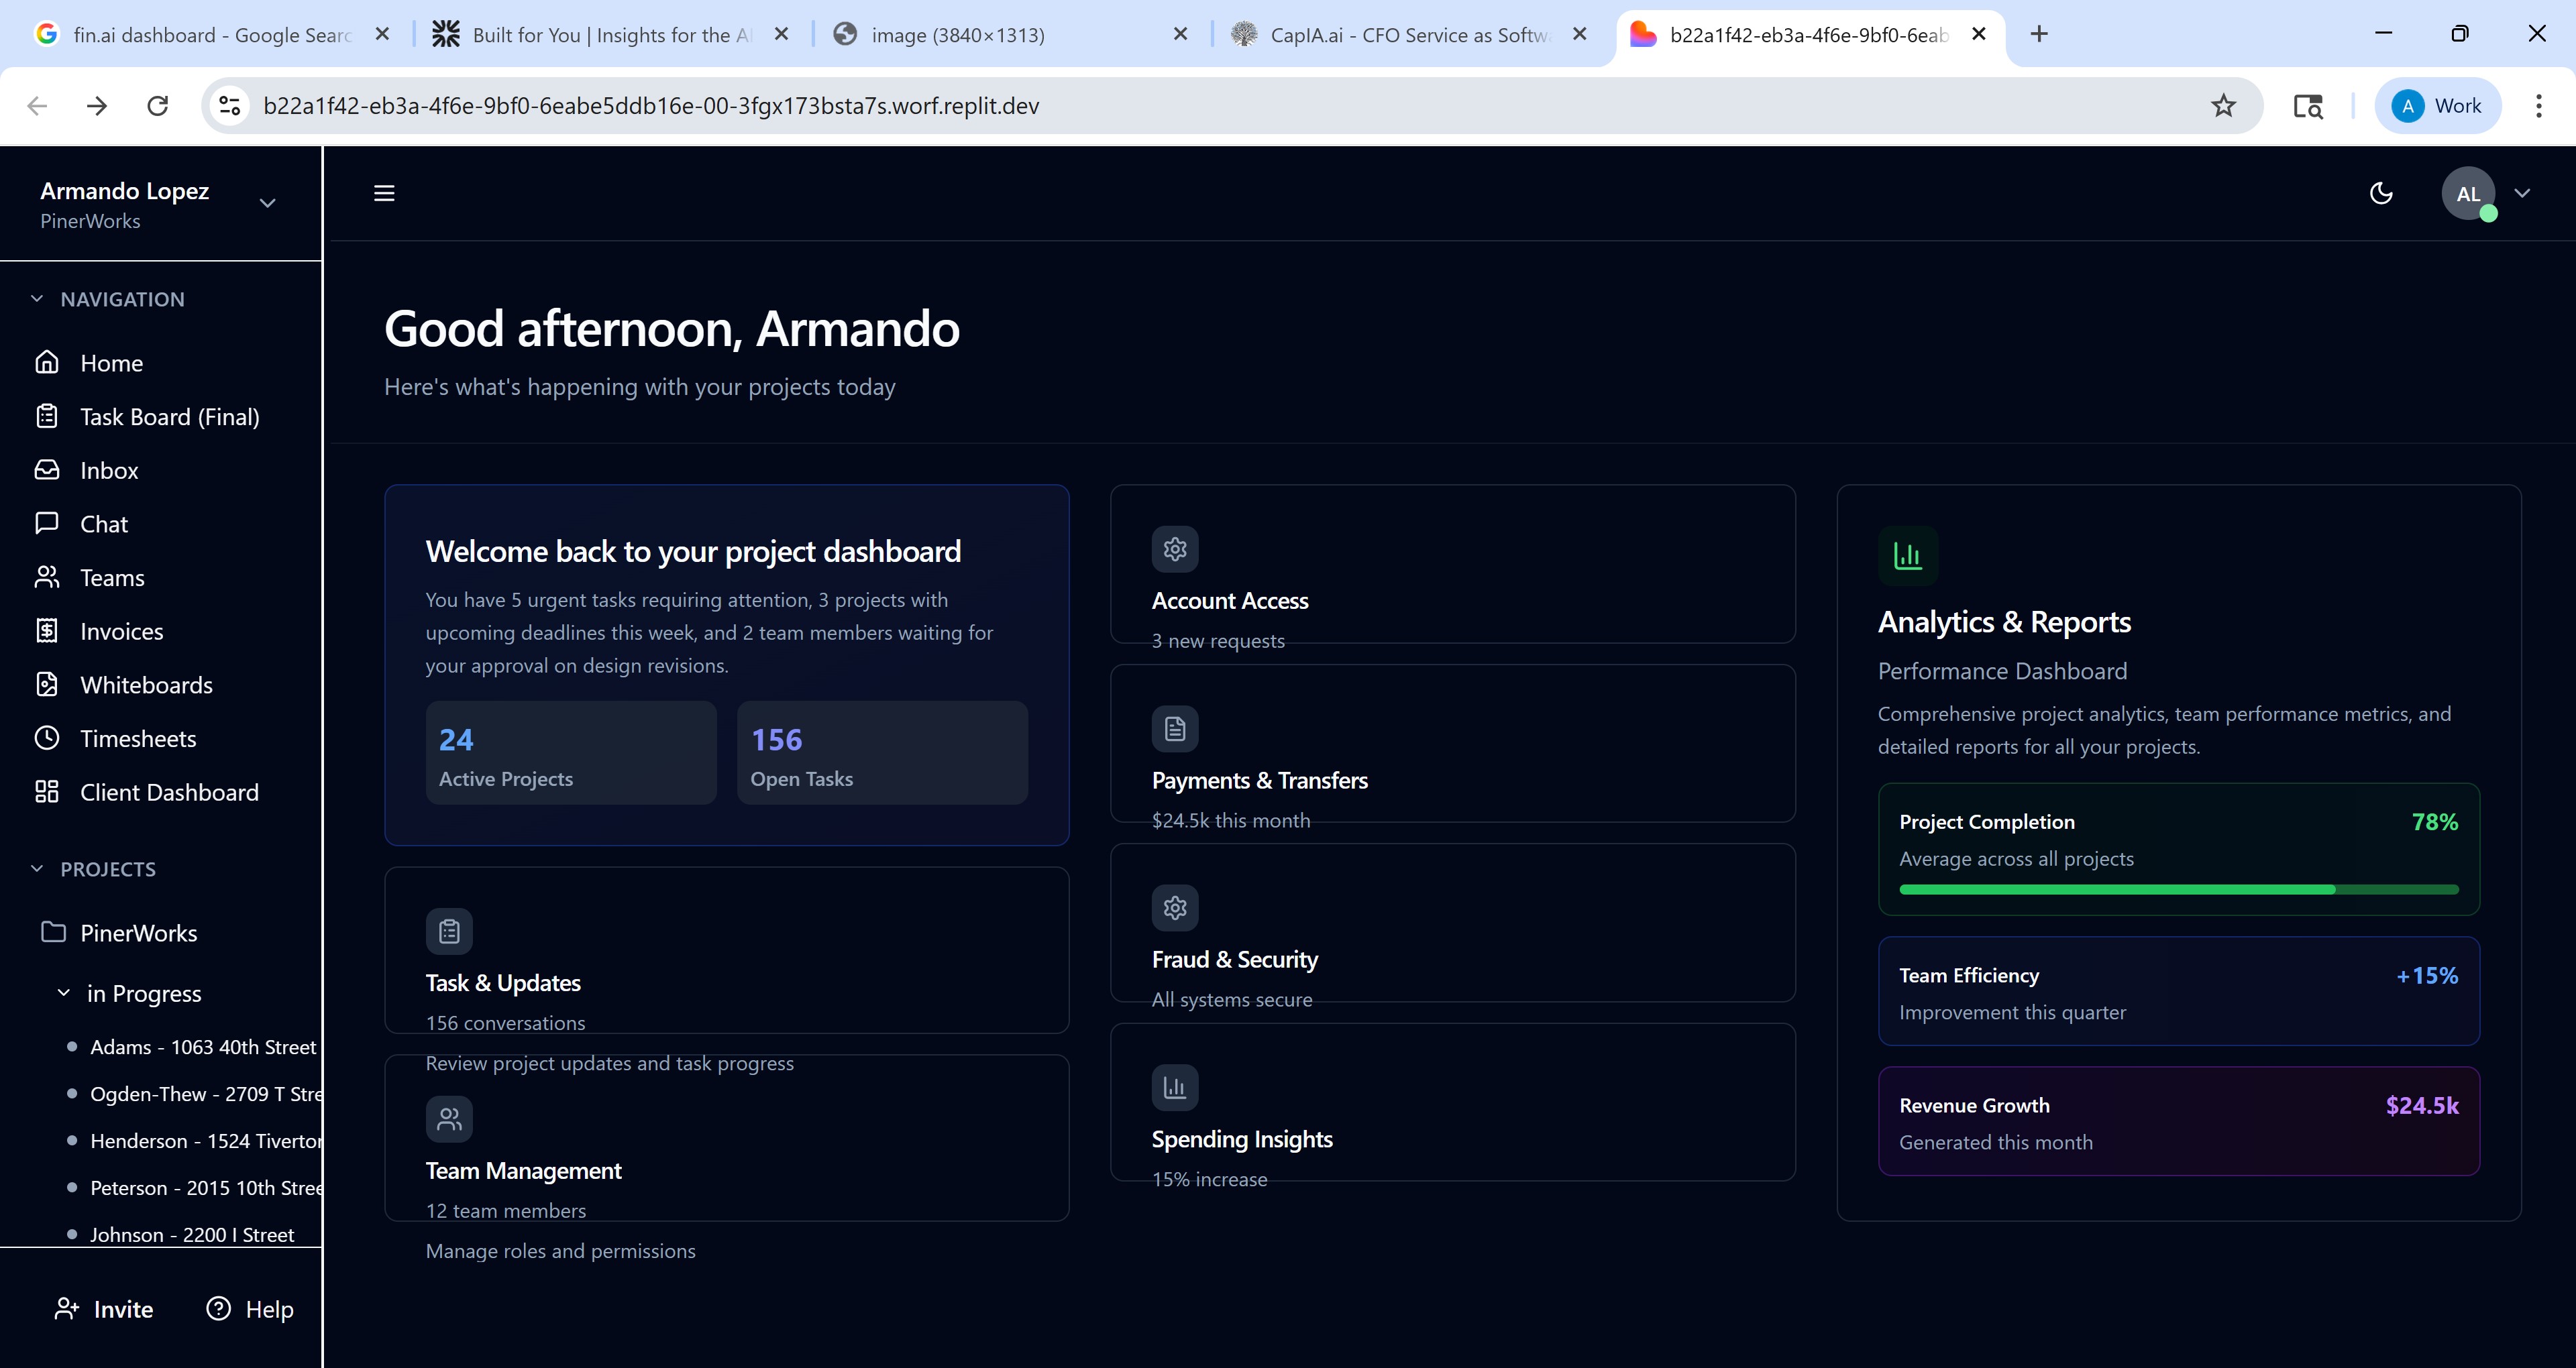 fin.ai dashboard - Google Searc
Built for You | Insights for the A
image (3840×1313)
CapIA.ai - CFO Service as Softw
b22a1f42-eb3a-4f6e-9bf0-6eab
b22a1f42-eb3a-4f6e-9bf0-6eabe5ddb16e-00-3fgx173bsta7s.worf.replit.dev
A
Work
Armando Lopez
PinerWorks
NAVIGATION
Home
Task Board (Final)
Inbox
Chat
Teams
Invoices
Whiteboards
Timesheets
Client Dashboard
PROJECTS
PinerWorks
in Progress
Adams - 1063 40th Street
Ogden-Thew - 2709 T Stre
Henderson - 1524 Tiverton
Peterson - 2015 10th Stree
Johnson - 2200 I Street
Invite
Help
AL
Good afternoon, Armando
Here's what's happening with your projects today
Welcome back to your project dashboard
You have 5 urgent tasks requiring attention, 3 projects with
upcoming deadlines this week, and 2 team members waiting for
your approval on design revisions.
24
Active Projects
156
Open Tasks
Task & Updates
156 conversations
Review project updates and task progress
Team Management
12 team members
Manage roles and permissions
Account Access
3 new requests
Payments & Transfers
$24.5k this month
Fraud & Security
All systems secure
Spending Insights
15% increase
Analytics & Reports
Performance Dashboard
Comprehensive project analytics, team performance metrics, and
detailed reports for all your projects.
Project Completion
78%
Average across all projects
Team Efficiency
+15%
Improvement this quarter
Revenue Growth
$24.5k
Generated this month